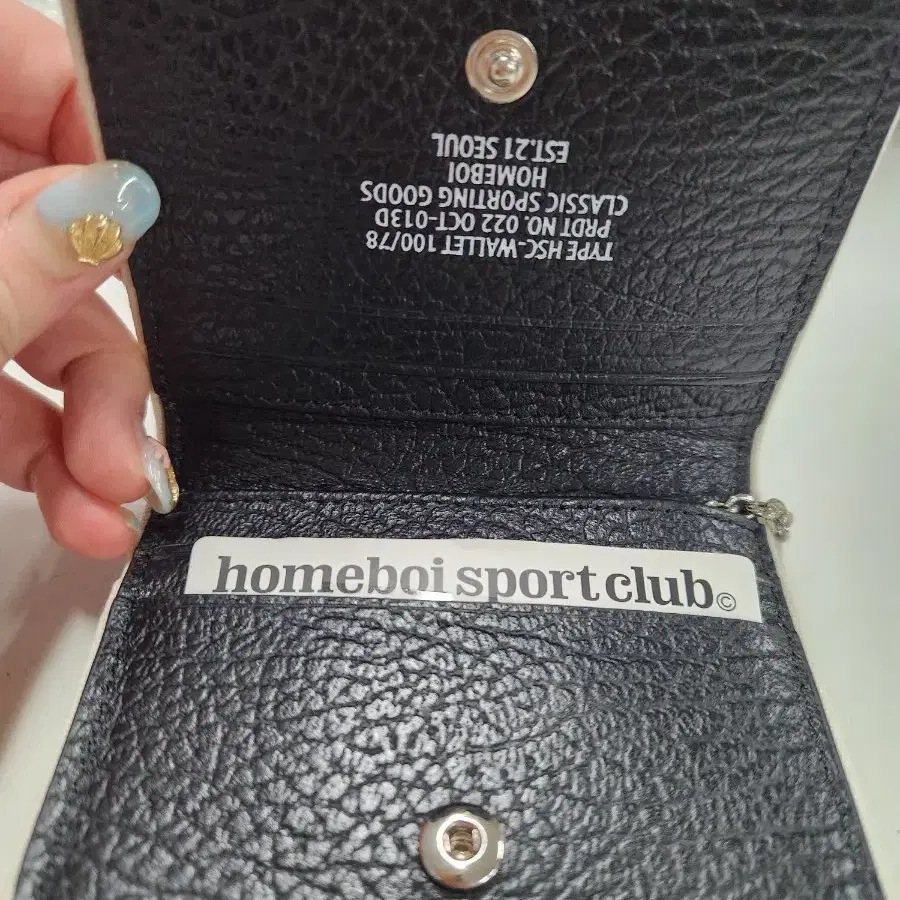 TYPE HSC-WALLET 100/78
PRDT NO. 022 OCT-013D
CLASSIC SPORTING GOODS
HOMEBOI
EST.21 SEOUL
homeboi sport club©